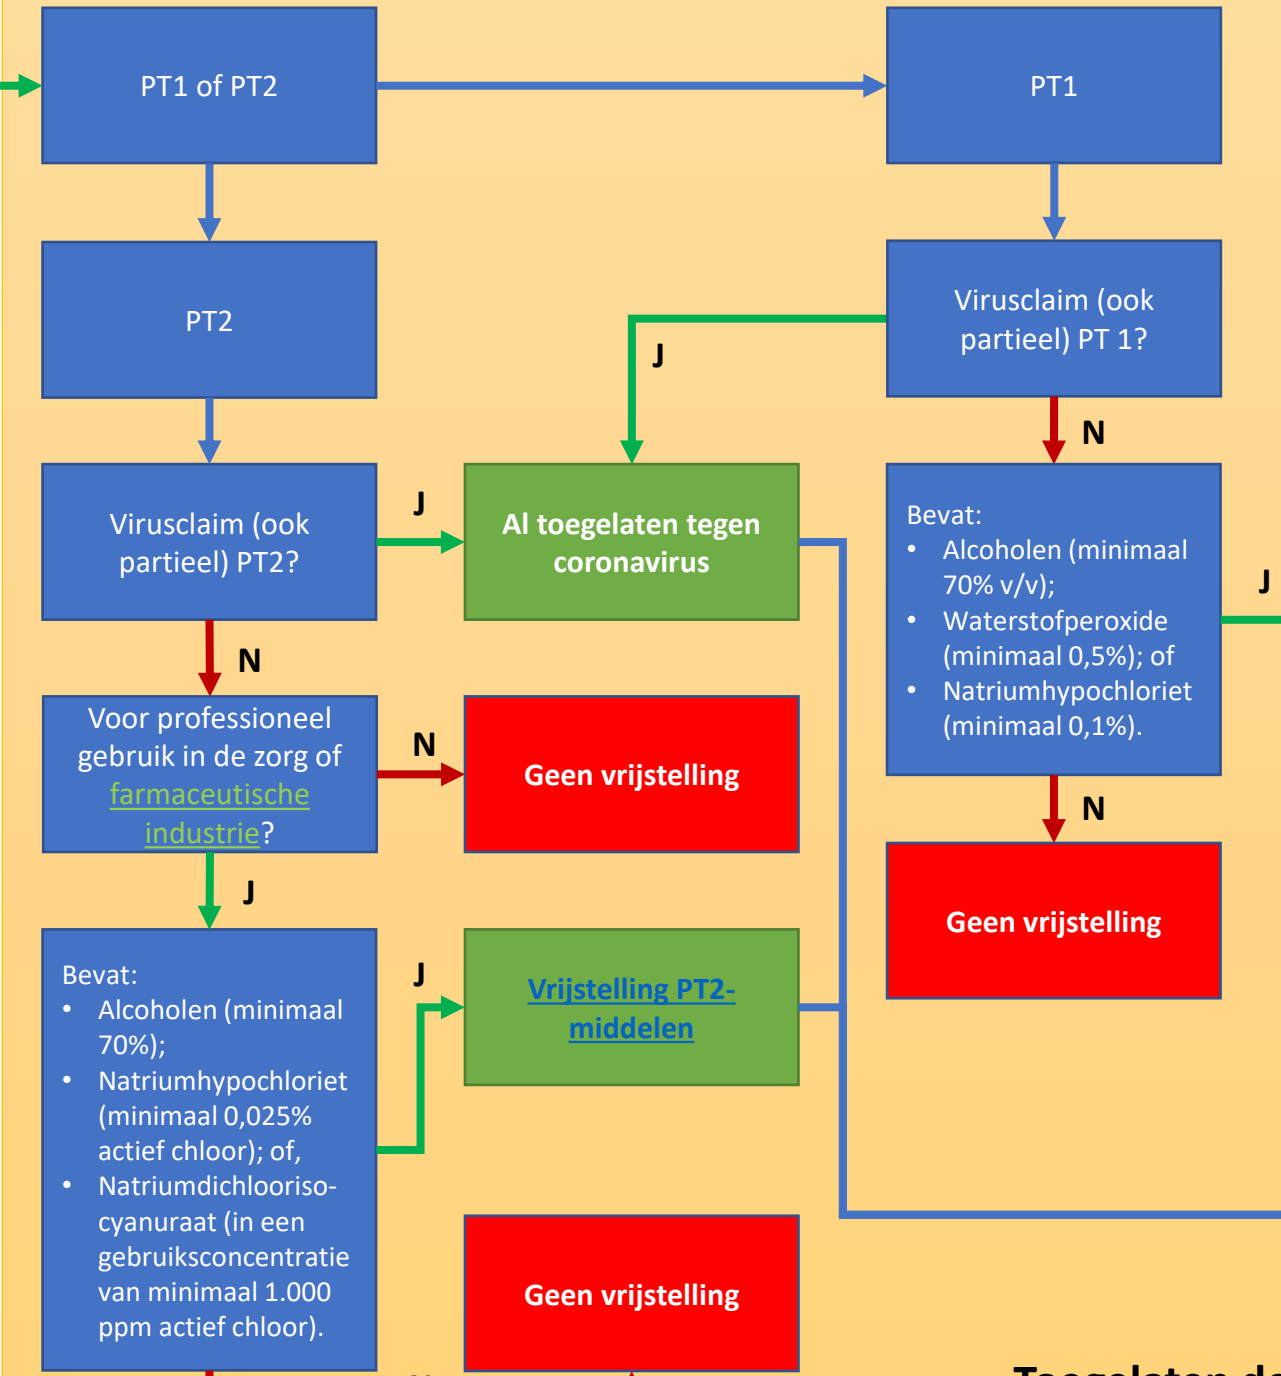 PT1 of PT2
PT1
PT2
Virusclaim (ook
partieel) PT 1?
J
N
Virusclaim (ook
partieel) PT2?
J
Al toegelaten tegen
coronavirus
Bevat:
• Alcoholen (minimaal
70% v/v);
• Waterstofperoxide
(minimaal 0,5%); of
• Natriumhypochloriet
(minimaal 0,1%).
J
N
Voor professioneel
gebruik in de zorg of
farmaceutische
industrie?
N
Geen vrijstelling
N
Geen vrijstelling
J
Bevat:
• Alcoholen (minimaal
70%);
• Natriumhypochloriet
(minimaal 0,025%
actief chloor); of,
• Natriumdichlooriso-
cyanuraat (in een
gebruiksconcentratie
van minimaal 1.000
ppm actief chloor).
J
Vrijstelling PT2-
middelen
Geen vrijstelling